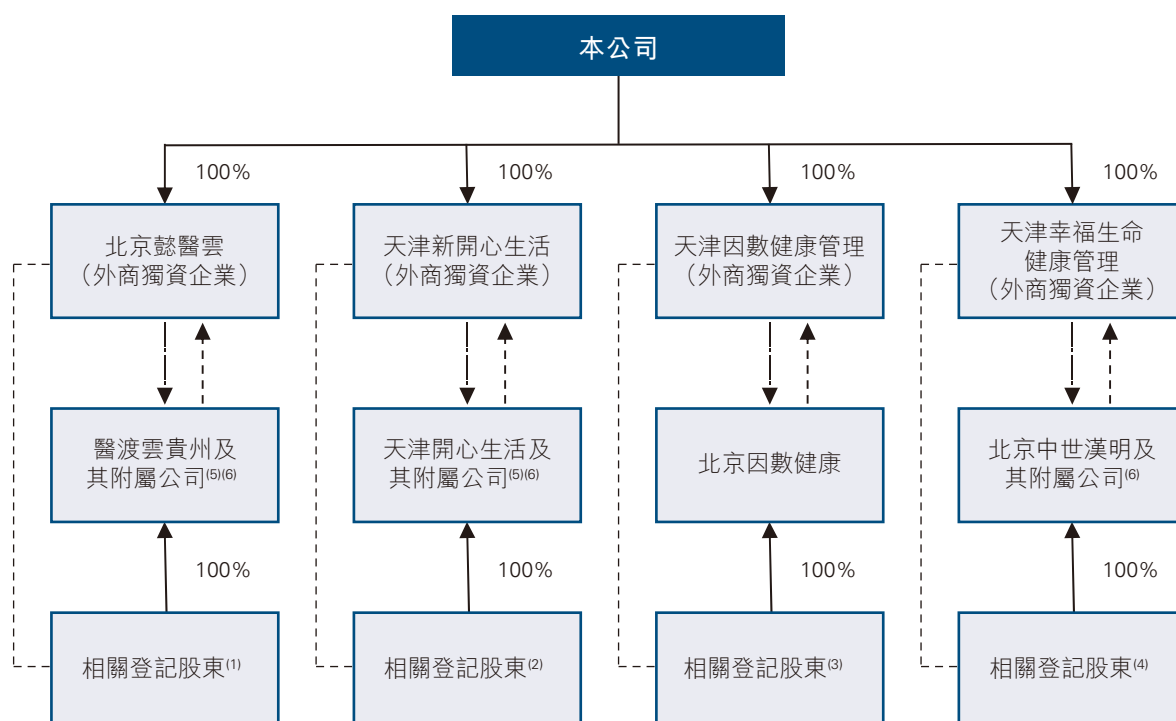 本公司
100%
100%
100%
100%
北京懿醫雲
（外商獨資企業）
天津新開心生活
（外商獨資企業）
天津因數健康管理
（外商獨資企業）
天津幸福生命
健康管理
（外商獨資企業）
醫渡雲貴州及
其附屬公司(5)(6)
天津開心生活及
其附屬公司(5)(6)
北京因數健康
北京中世漢明及
其附屬公司(6)
100%
100%
100%
100%
相關登記股東(1)
相關登記股東(2)
相關登記股東(3)
相關登記股東(4)